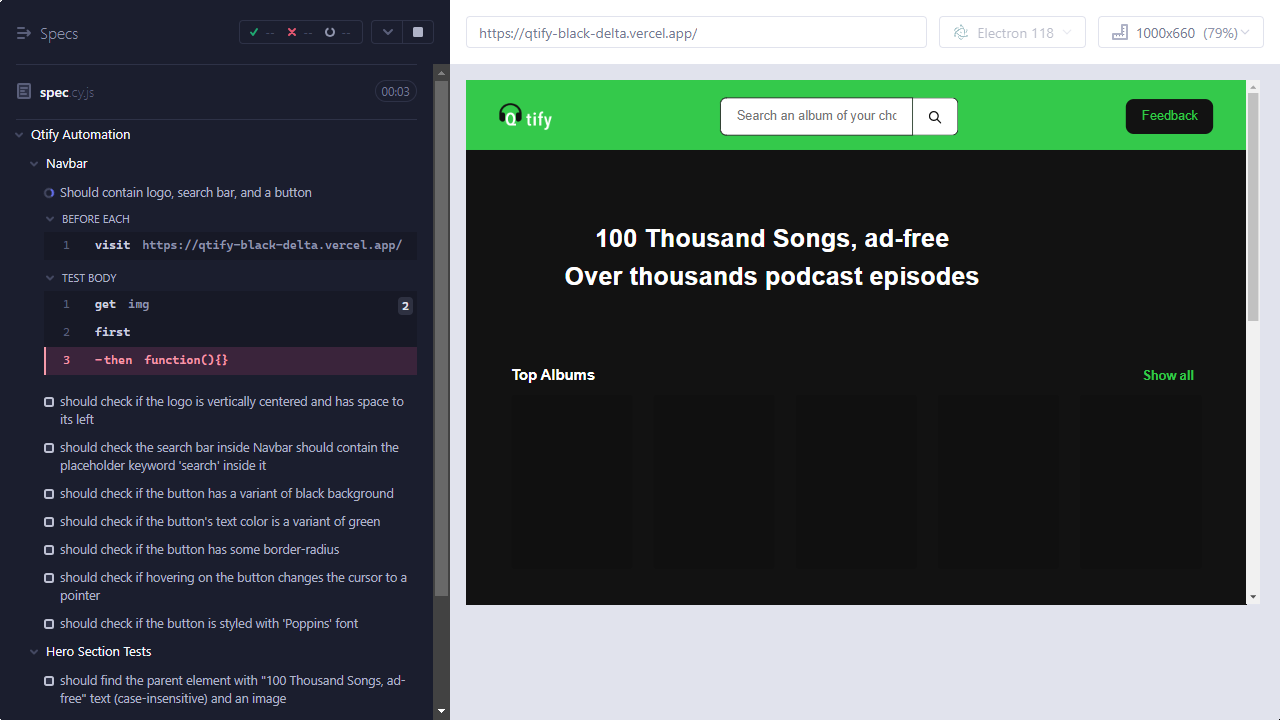 Specs
-- -- --
spec.cy.js
00:03
Qtify Automation
Navbar
Should contain logo, search bar, and a button
BEFORE EACH
1 visit https://qtify-black-delta.vercel.app/
TEST BODY
1 get img 2
2 first
3 -then function(){}
should check if the logo is vertically centered and has space to
its left
should check the search bar inside Navbar should contain the
placeholder keyword 'search' inside it
should check if the button has a variant of black background
should check if the button's text color is a variant of green
should check if the button has some border-radius
should check if hovering on the button changes the cursor to a
pointer
should check if the button is styled with 'Poppins' font
Hero Section Tests
should find the parent element with "100 Thousand Songs, ad-
free" text (case-insensitive) and an image
https://qtify-black-delta.vercel.app/
Electron 118
1000x660 (79%)
Q tify
Search an album of your cho
Feedback
100 Thousand Songs, ad-free
Over thousands podcast episodes
Top Albums
Show all